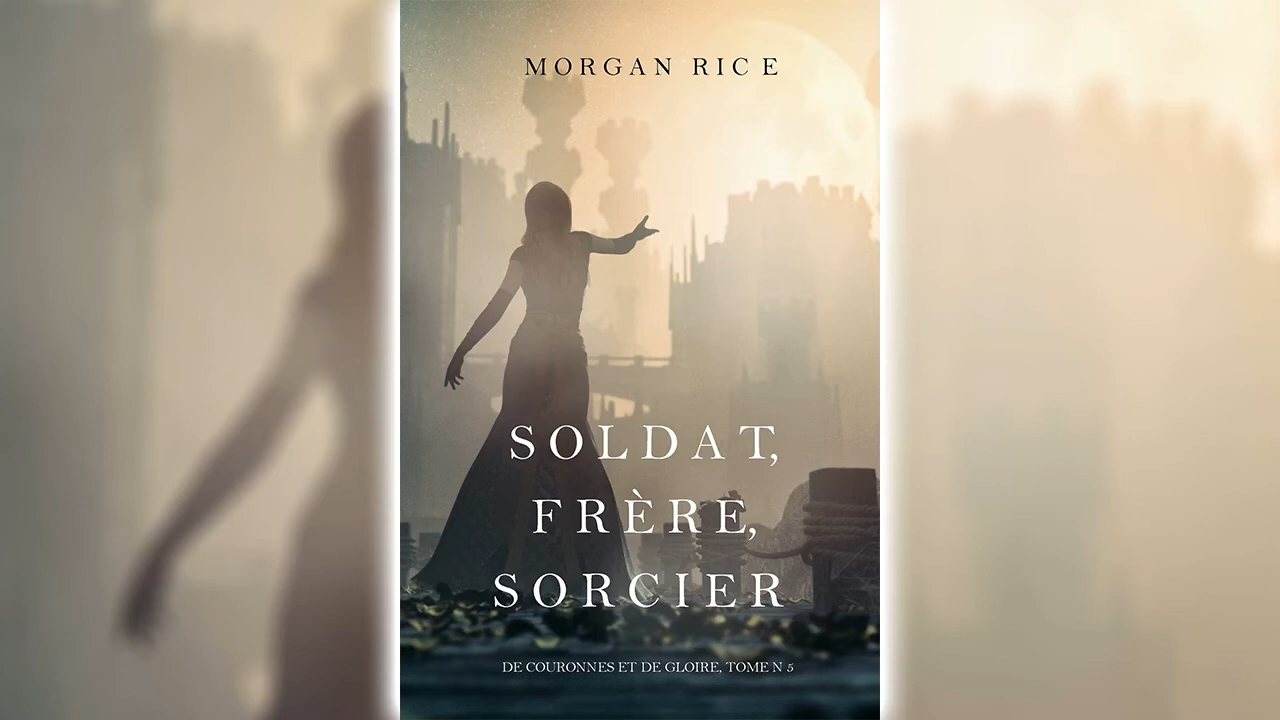 MORGAN RICE
SOLDAT,
FRÈRE,
SORCIER
DE COURONNES ET DE GLOIRE, TOME N 5